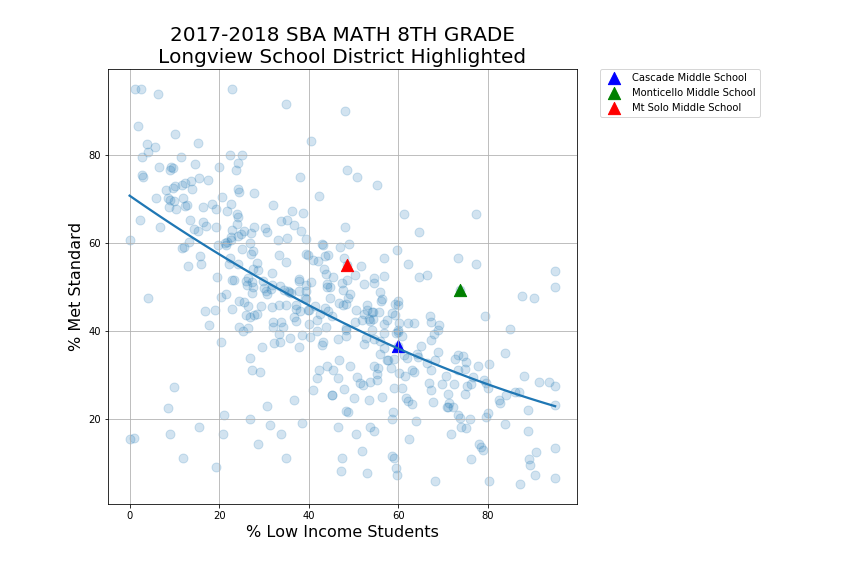 2017-2018 SBA MATH 8TH GRADE
Longview School District Highlighted
Cascade Middle School
Monticello Middle School
Mt Solo Middle School
% Met Standard
80
60
40
20
0
20
40
60
80
% Low Income Students